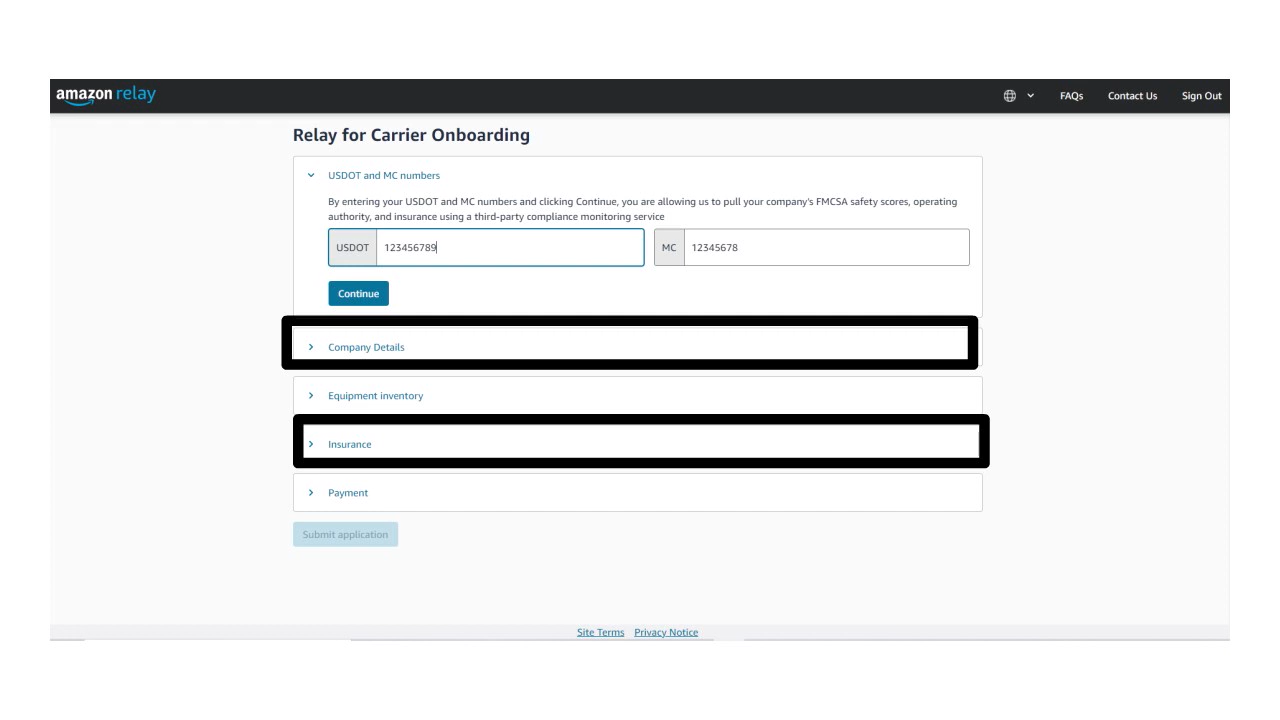 amazon relay
FAQs
Contact Us
Sign Out
Relay for Carrier Onboarding
USDOT and MC numbers
By entering your USDOT and MC numbers and clicking Continue, you are allowing us to pull your company's FMCSA safety scores, operating
authority, and insurance using a third-party compliance monitoring service
USDOT 123456789
MC 12345678
Continue
Company Details
Equipment inventory
Insurance
Payment
Submit application
Site Terms Privacy Notice